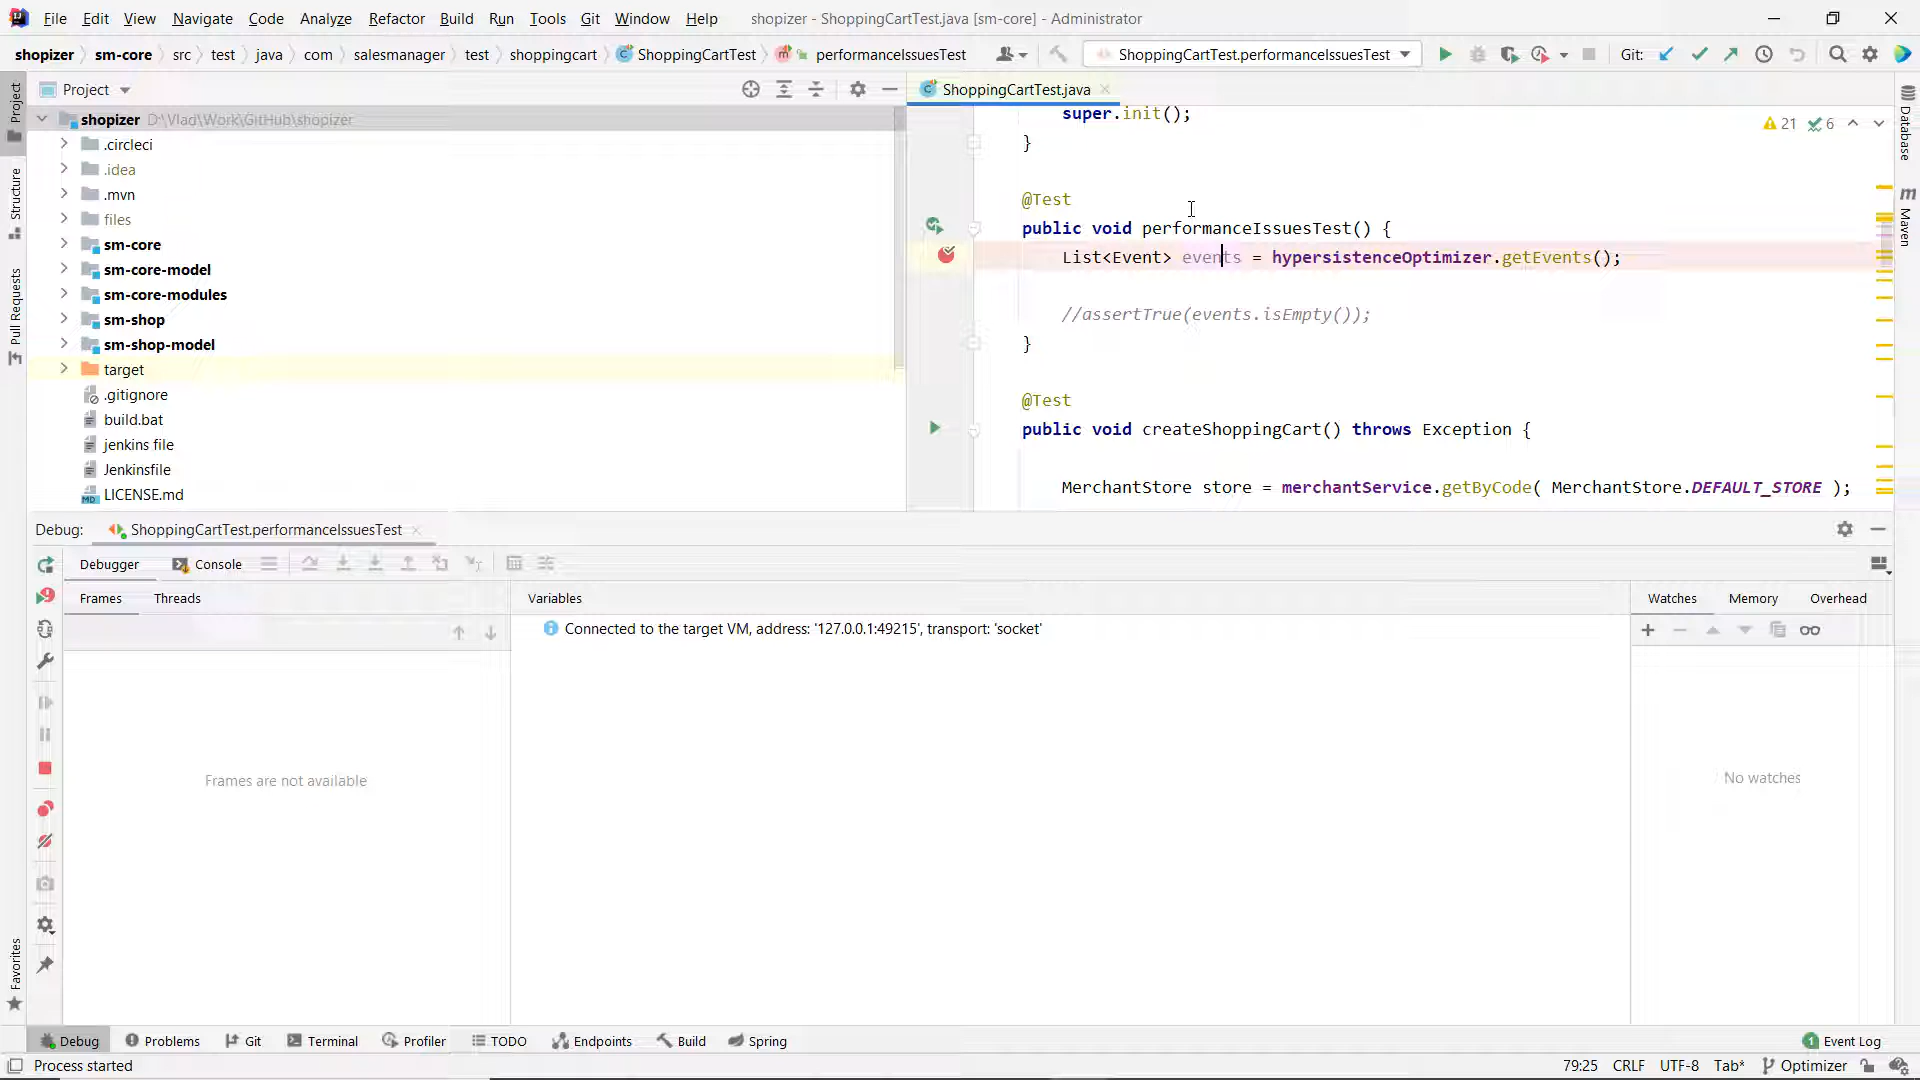 File Edit View Navigate Code Analyze Refactor Build Run Tools Git Window Help shopizer - ShoppingCartTest.java [sm-core] - Administrator
shopizer sm-core src test java com salesmanager test shoppingcart ShoppingCartTest m performanceIssuesTest ShoppingCartTest.performanceIssuesTest Git:
Project
ShoppingCartTest.java
shopizer D:\Vlad\Work\GitHub\shopizer
.circleci
.idea
.mvn
files
sm-core
sm-core-model
sm-core-modules
sm-shop
sm-shop-model
target
.gitignore
build.bat
jenkins file
Jenkinsfile
LICENSE.md
Project
Structure
Pull Requests
Favorites
super.init();
21 6
}
@Test
public void performanceIssuesTest() {
List<Event> events = hypersistenceOptimizer.getEvents();
//assertTrue(events.isEmpty());
}
@Test
public void createShoppingCart() throws Exception {
MerchantStore store = merchantService.getByCode( MerchantStore.DEFAULT_STORE );
Database
Maven
Debug: ShoppingCartTest.performanceIssuesTest
Debugger Console
Frames Threads
Variables
Watches Memory Overhead
Connected to the target VM, address: '127.0.0.1:49215', transport: 'socket'
Frames are not available
No watches
Debug Problems Git Terminal Profiler TODO Endpoints Build Spring 1 Event Log
Process started 79:25 CRLF UTF-8 Tab* Optimizer